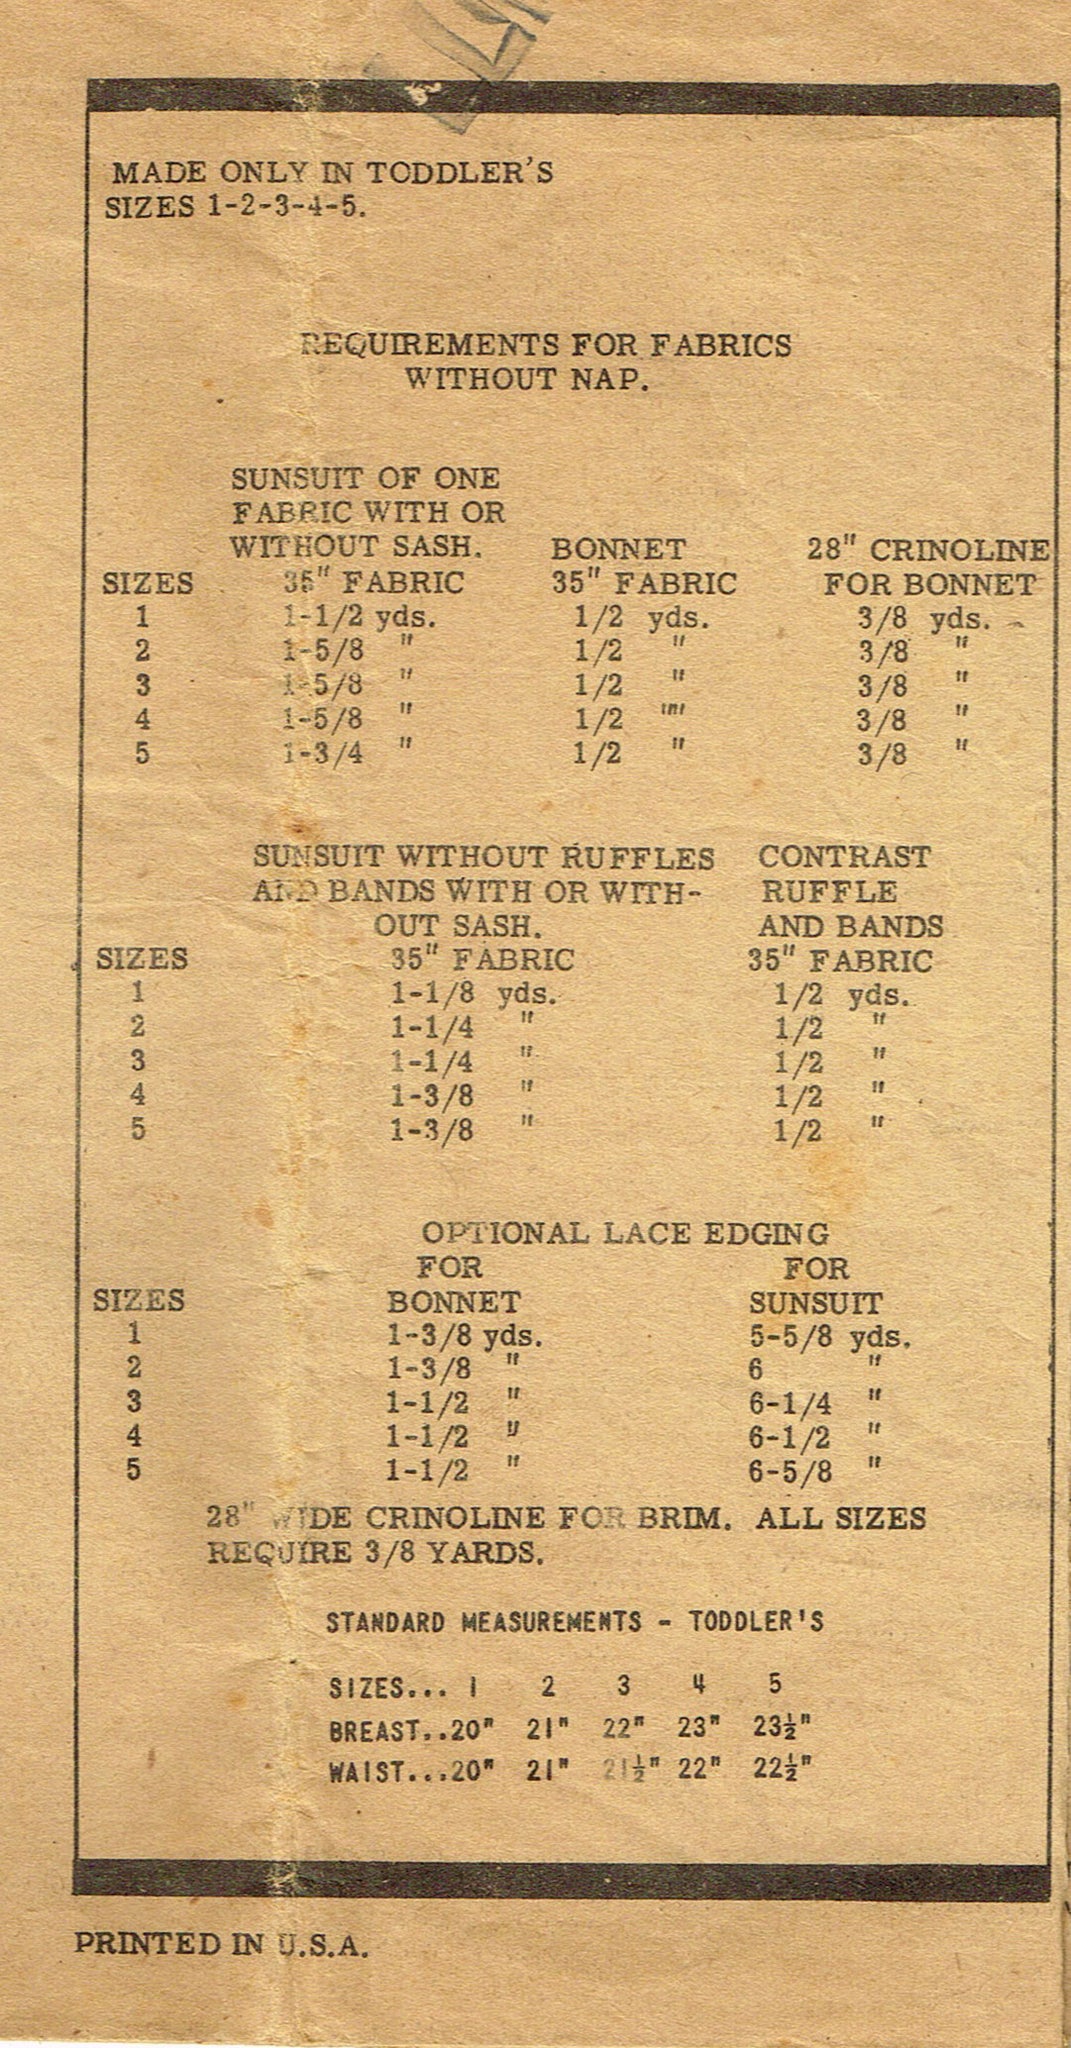 MADE ONLY IN TODDLER'S
SIZES 1-2-3-4-5.
REQUIREMENTS FOR FABRICS
WITHOUT NAP.
SUNSUIT OF ONE
FABRIC WITH OR
WITHOUT SASH. BONNET 28" CRINOLINE
SIZES 35" FABRIC 35" FABRIC FOR BONNET
1 1-1/2 yds. 1/2 yds. 3/8 yds.
2 1-5/8 " 1/2 " 3/8 "
3 1-5/8 " 1/2 " 3/8 "
4 1-5/8 " 1/2 "" 3/8 "
5 1-3/4 " 1/2 " 3/8 "
SUNSUIT WITHOUT RUFFLES CONTRAST
AND BANDS WITH OR WITH- RUFFLE
OUT SASH. AND BANDS
SIZES 35" FABRIC 35" FABRIC
1 1-1/8 yds. 1/2 yds.
2 1-1/4 " 1/2 "
3 1-1/4 " 1/2 "
4 1-3/8 " 1/2 "
5 1-3/8 " 1/2 "
OPTIONAL LACE EDGING
FOR FOR
SIZES BONNET SUNSUIT
1 1-3/8 yds. 5-5/8 yds.
2 1-3/8 " 6 "
3 1-1/2 " 6-1/4 "
4 1-1/2 " 6-1/2 "
5 1-1/2 " 6-5/8 "
28" WIDE CRINOLINE FOR BRIM. ALL SIZES
REQUIRE 3/8 YARDS.
STANDARD MEASUREMENTS - TODDLER'S
SIZES... 1 2 3 4 5
BREAST..20" 21" 22" 23" 23½"
WAIST...20" 21" 21½" 22" 22½"
PRINTED IN U.S.A.